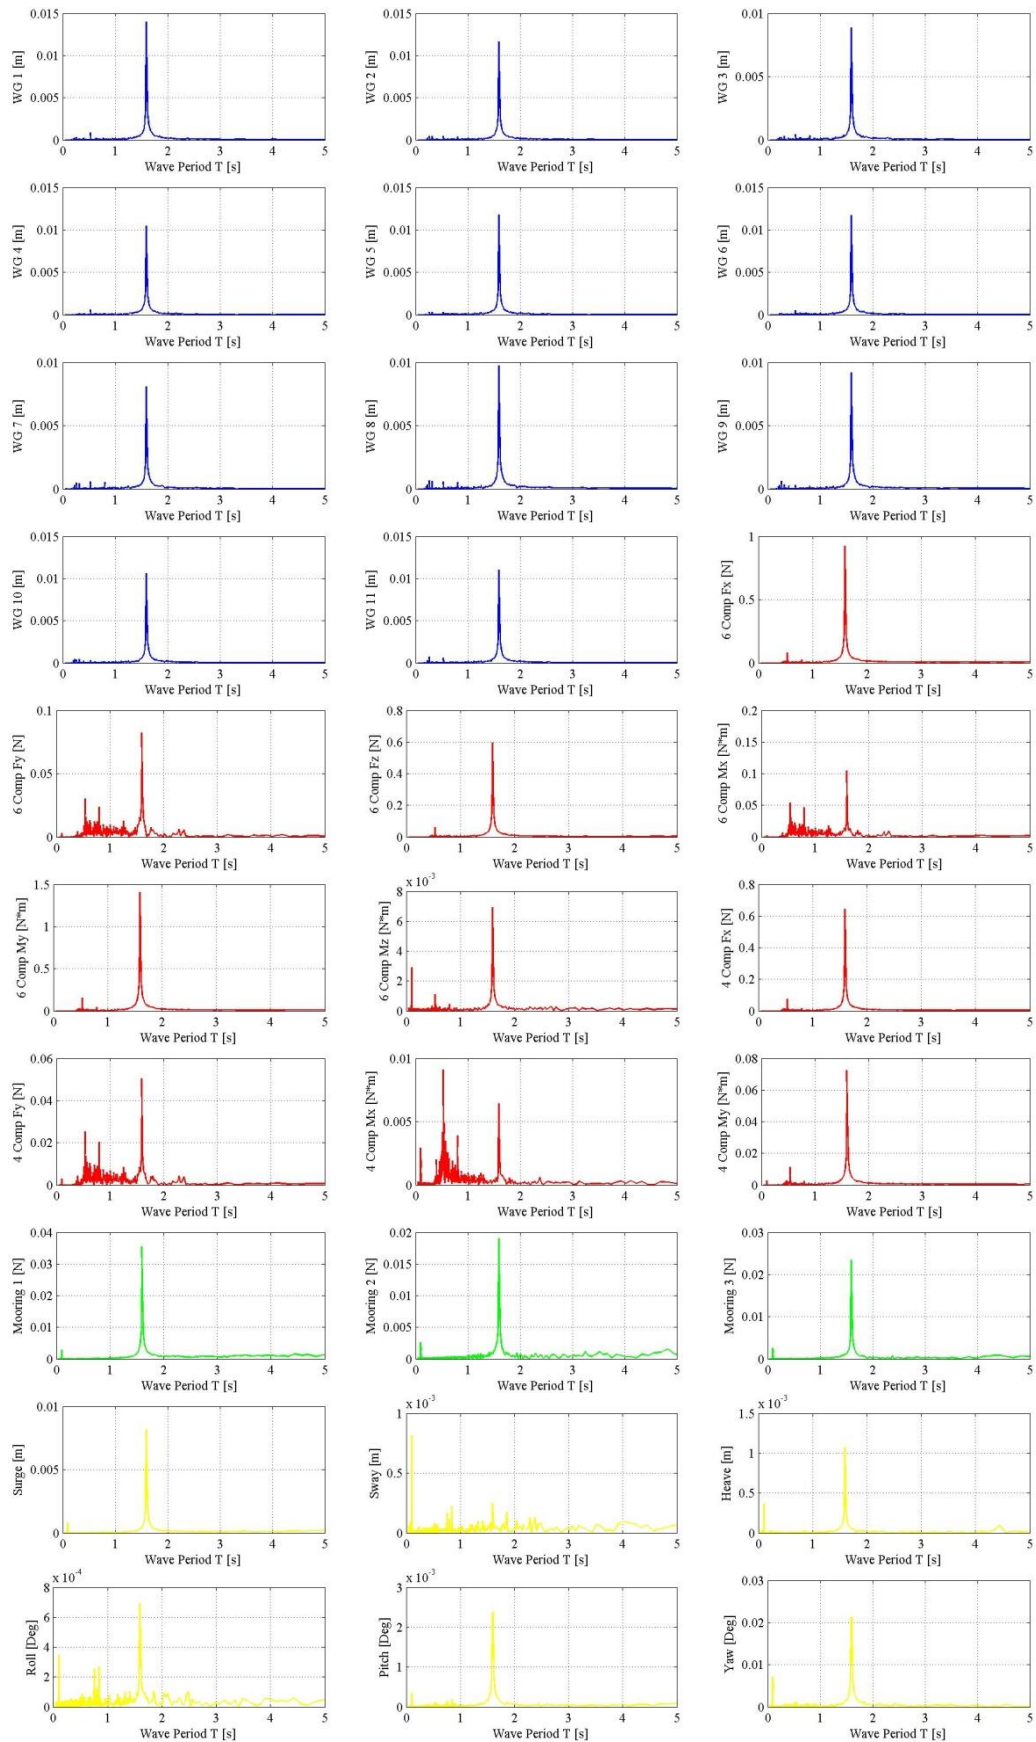 WG 1 [m]
0.015
0.01
0.005
0
0 1 2 3 4 5
Wave Period T [s]
WG 2 [m]
0.015
0.01
0.005
0
0 1 2 3 4 5
Wave Period T [s]
WG 3 [m]
0.01
0.005
0
0 1 2 3 4 5
Wave Period T [s]
WG 4 [m]
0.015
0.01
0.005
0
0 1 2 3 4 5
Wave Period T [s]
WG 5 [m]
0.015
0.01
0.005
0
0 1 2 3 4 5
Wave Period T [s]
WG 6 [m]
0.015
0.01
0.005
0
0 1 2 3 4 5
Wave Period T [s]
WG 7 [m]
0.01
0.005
0
0 1 2 3 4 5
Wave Period T [s]
WG 8 [m]
0.01
0.005
0
0 1 2 3 4 5
Wave Period T [s]
WG 9 [m]
0.01
0.005
0
0 1 2 3 4 5
Wave Period T [s]
WG 10 [m]
0.015
0.01
0.005
0
0 1 2 3 4 5
Wave Period T [s]
WG 11 [m]
0.015
0.01
0.005
0
0 1 2 3 4 5
Wave Period T [s]
6 Comp Fx [N]
1
0.5
0
0 1 2 3 4 5
Wave Period T [s]
6 Comp Fy [N]
0.1
0.05
0
0 1 2 3 4 5
Wave Period T [s]
6 Comp Fz [N]
0.8
0.6
0.4
0.2
0
0 1 2 3 4 5
Wave Period T [s]
6 Comp Mx [N*m]
0.2
0.15
0.1
0.05
0
0 1 2 3 4 5
Wave Period T [s]
6 Comp My [N*m]
1.5
1
0.5
0
0 1 2 3 4 5
Wave Period T [s]
x 10^-3
6 Comp Mz [N*m]
8
6
4
2
0
0 1 2 3 4 5
Wave Period T [s]
4 Comp Fx [N]
0.8
0.6
0.4
0.2
0
0 1 2 3 4 5
Wave Period T [s]
4 Comp Fy [N]
0.06
0.04
0.02
0
0 1 2 3 4 5
Wave Period T [s]
4 Comp Mx [N*m]
0.01
0.005
0
0 1 2 3 4 5
Wave Period T [s]
4 Comp My [N*m]
0.08
0.06
0.04
0.02
0
0 1 2 3 4 5
Wave Period T [s]
Mooring 1 [N]
0.04
0.03
0.02
0.01
0
0 1 2 3 4 5
Wave Period T [s]
Mooring 2 [N]
0.02
0.015
0.01
0.005
0
0 1 2 3 4 5
Wave Period T [s]
Mooring 3 [N]
0.03
0.02
0.01
0
0 1 2 3 4 5
Wave Period T [s]
Surge [m]
0.01
0.005
0
0 1 2 3 4 5
Wave Period T [s]
x 10^-3
Sway [m]
1
0.5
0
0 1 2 3 4 5
Wave Period T [s]
x 10^-3
Heave [m]
1.5
1
0.5
0
0 1 2 3 4 5
Wave Period T [s]
x 10^-4
Roll [Deg]
8
6
4
2
0
0 1 2 3 4 5
Wave Period T [s]
x 10^-3
Pitch [Deg]
3
2
1
0
0 1 2 3 4 5
Wave Period T [s]
Yaw [Deg]
0.03
0.02
0.01
0
0 1 2 3 4 5
Wave Period T [s]